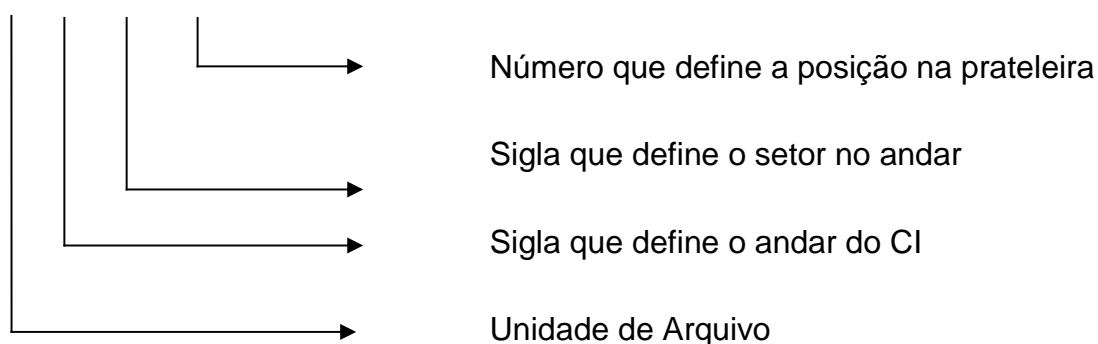 Número que define a posição na prateleira
Sigla que define o setor no andar
Sigla que define o andar do CI
Unidade de Arquivo